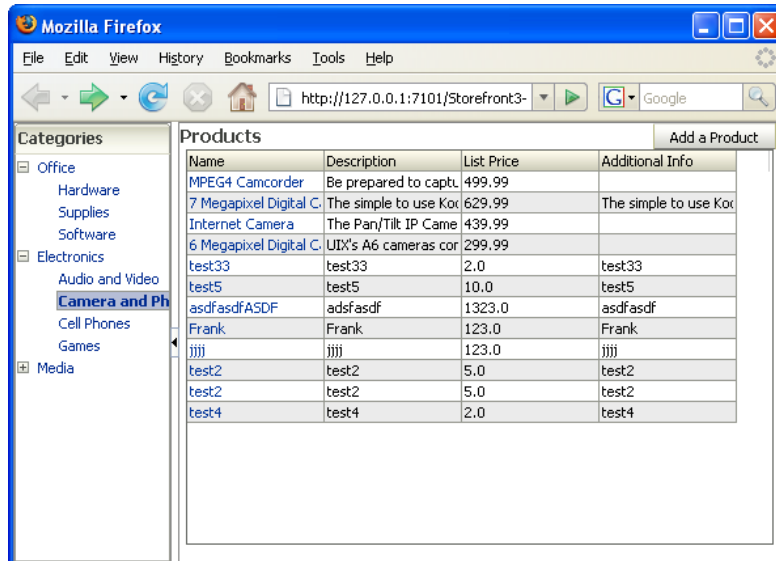 Mozilla Firefox
File Edit View History Bookmarks Tools Help
http://127.0.0.1:7101/Storefront3- G Google
Categories
Office
Hardware
Supplies
Software
Electronics
Audio and Video
Camera and Ph
Cell Phones
Games
Media
Products Add a Product
Name Description List Price Additional Info
MPEG4 Camcorder Be prepared to captu 499.99
7 Megapixel Digital C The simple to use Koc 629.99 The simple to use Koc
Internet Camera The Pan/Tilt IP Came 439.99
6 Megapixel Digital C UIX's A6 cameras cor 299.99
test33 test33 2.0 test33
test5 test5 10.0 test5
asdfasdfASDF adsfasdf 1323.0 asdfasdf
Frank Frank 123.0 Frank
jjjj jjjj 123.0 jjjj
test2 test2 5.0 test2
test2 test2 5.0 test2
test4 test4 2.0 test4